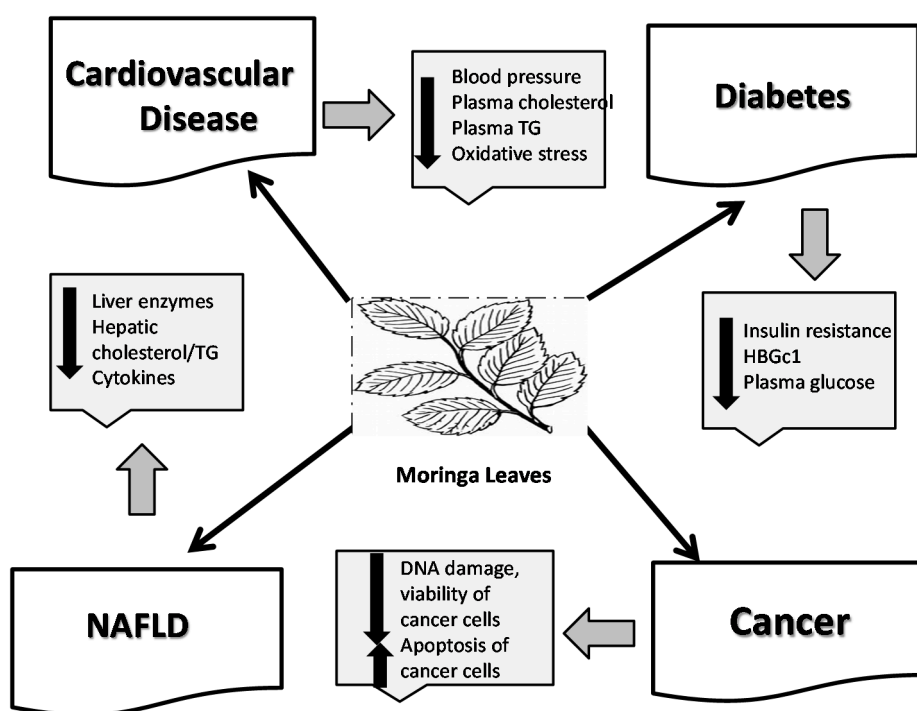 Cardiovascular
Disease
Blood pressure
Plasma cholesterol
Plasma TG
Oxidative stress
Diabetes
Liver enzymes
Hepatic
cholesterol/TG
Cytokines
Insulin resistance
HBGc1
Plasma glucose
Moringa Leaves
NAFLD
DNA damage,
viability of
cancer cells
Apoptosis of
cancer cells
Cancer